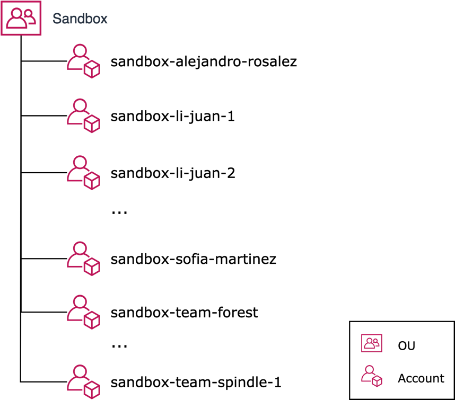 Sandbox
sandbox-alejandro-rosalez
sandbox-li-juan-1
sandbox-li-juan-2
...
sandbox-sofia-martinez
sandbox-team-forest
...
sandbox-team-spindle-1
OU
Account